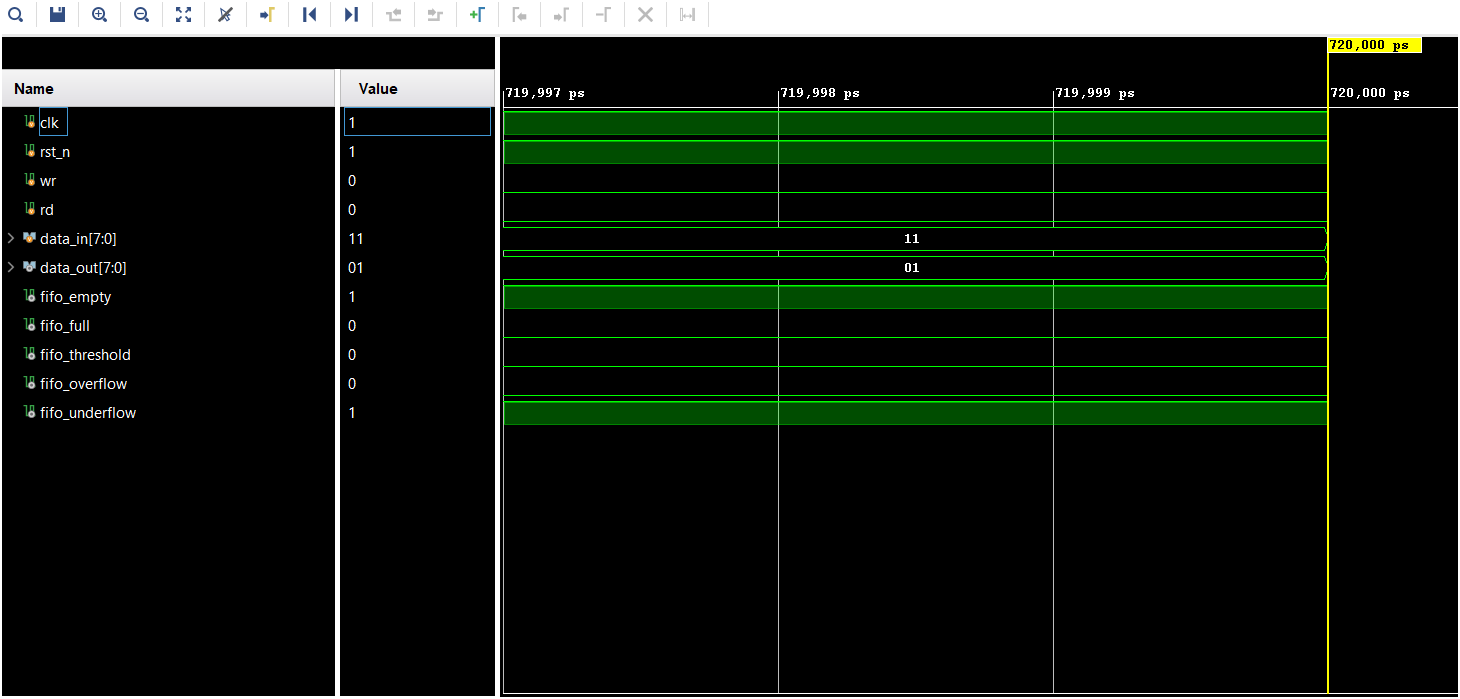 720,000 ps
Name Value
719,997 ps 719,998 ps 719,999 ps 720,000 ps
clk 1
rst_n 1
wr 0
rd 0
data_in[7:0] 11 11
data_out[7:0] 01 01
fifo_empty 1
fifo_full 0
fifo_threshold 0
fifo_overflow 0
fifo_underflow 1